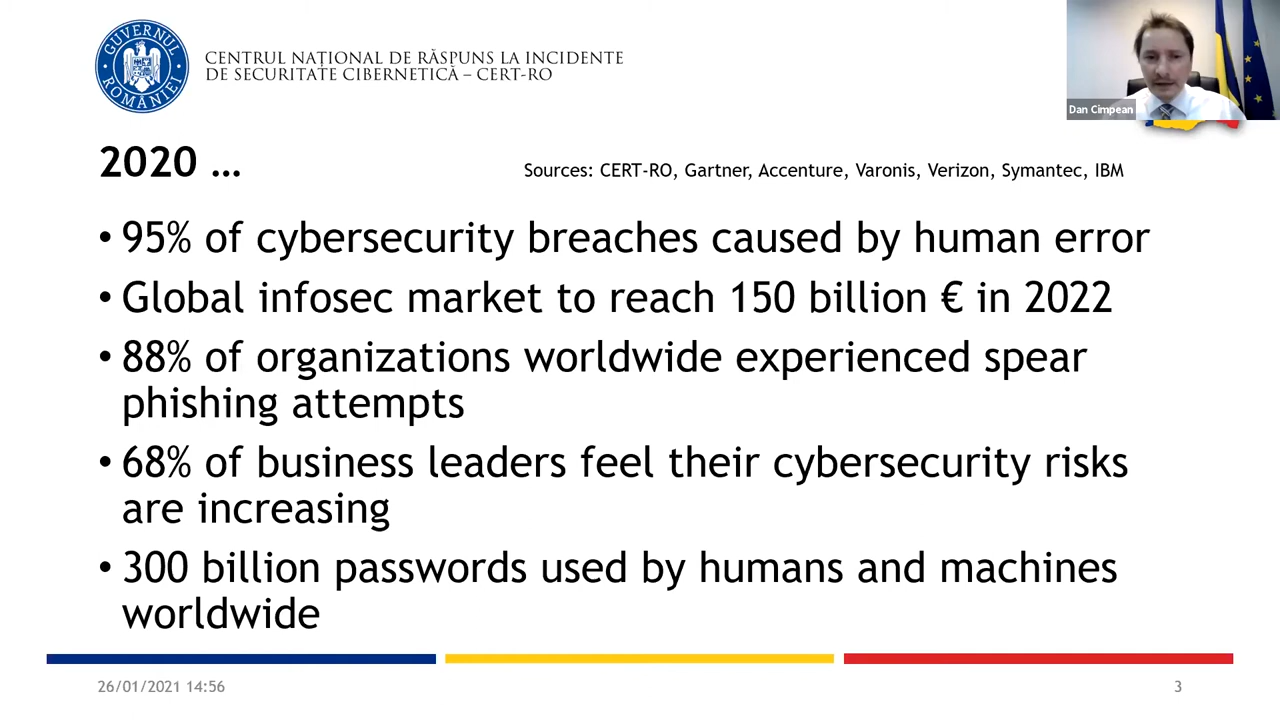 GUVERNUL
ROMÂNIEI
CENTRUL NAȚIONAL DE RĂSPUNS LA INCIDENTE
DE SECURITATE CIBERNETICĂ – CERT-RO
Dan Cimpean
2020 …
Sources: CERT-RO, Gartner, Accenture, Varonis, Verizon, Symantec, IBM
• 95% of cybersecurity breaches caused by human error
• Global infosec market to reach 150 billion € in 2022
• 88% of organizations worldwide experienced spear
phishing attempts
• 68% of business leaders feel their cybersecurity risks
are increasing
• 300 billion passwords used by humans and machines
worldwide
26/01/2021 14:56
3